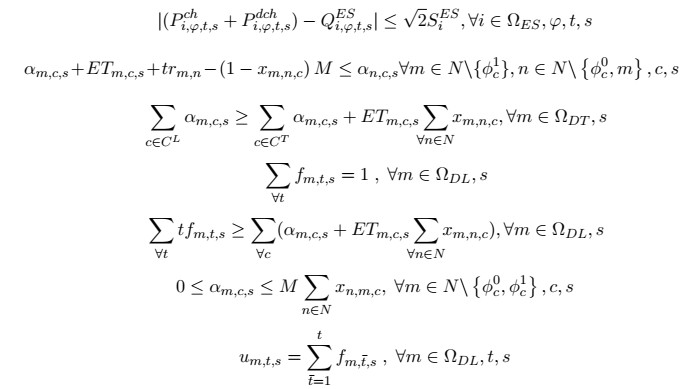 |(P^{ch}_{i,φ,t,s} + P^{dch}_{i,φ,t,s}) − Q^{ES}_{i,φ,t,s}| ≤ √2S^{ES}_i, ∀i ∈ Ω_{ES}, φ, t, s
α_{m,c,s}+ET_{m,c,s}+tr_{m,n}−(1 − x_{m,n,c}) M ≤ α_{n,c,s}∀m ∈ N\{ϕ^1_c}, n ∈ N\ {ϕ^0_c, m} , c, s
∑_{c∈C^L} α_{m,c,s} ≥ ∑_{c∈C^T} α_{m,c,s} + ET_{m,c,s}∑_{∀n∈N} x_{m,n,c}, ∀m ∈ Ω_{DT}, s
∑_{∀t} f_{m,t,s} = 1 , ∀m ∈ Ω_{DL}, s
∑_{∀t} tf_{m,t,s} ≥ ∑_{∀c}(α_{m,c,s} + ET_{m,c,s}∑_{∀n∈N} x_{m,n,c}), ∀m ∈ Ω_{DL}, s
0 ≤ α_{m,c,s} ≤ M ∑_{n∈N} x_{n,m,c}, ∀m ∈ N\ {ϕ^0_c, ϕ^1_c} , c, s
u_{m,t,s} = ∑^{t}_{t̄=1} f_{m,t̄,s} , ∀m ∈ Ω_{DL}, t, s